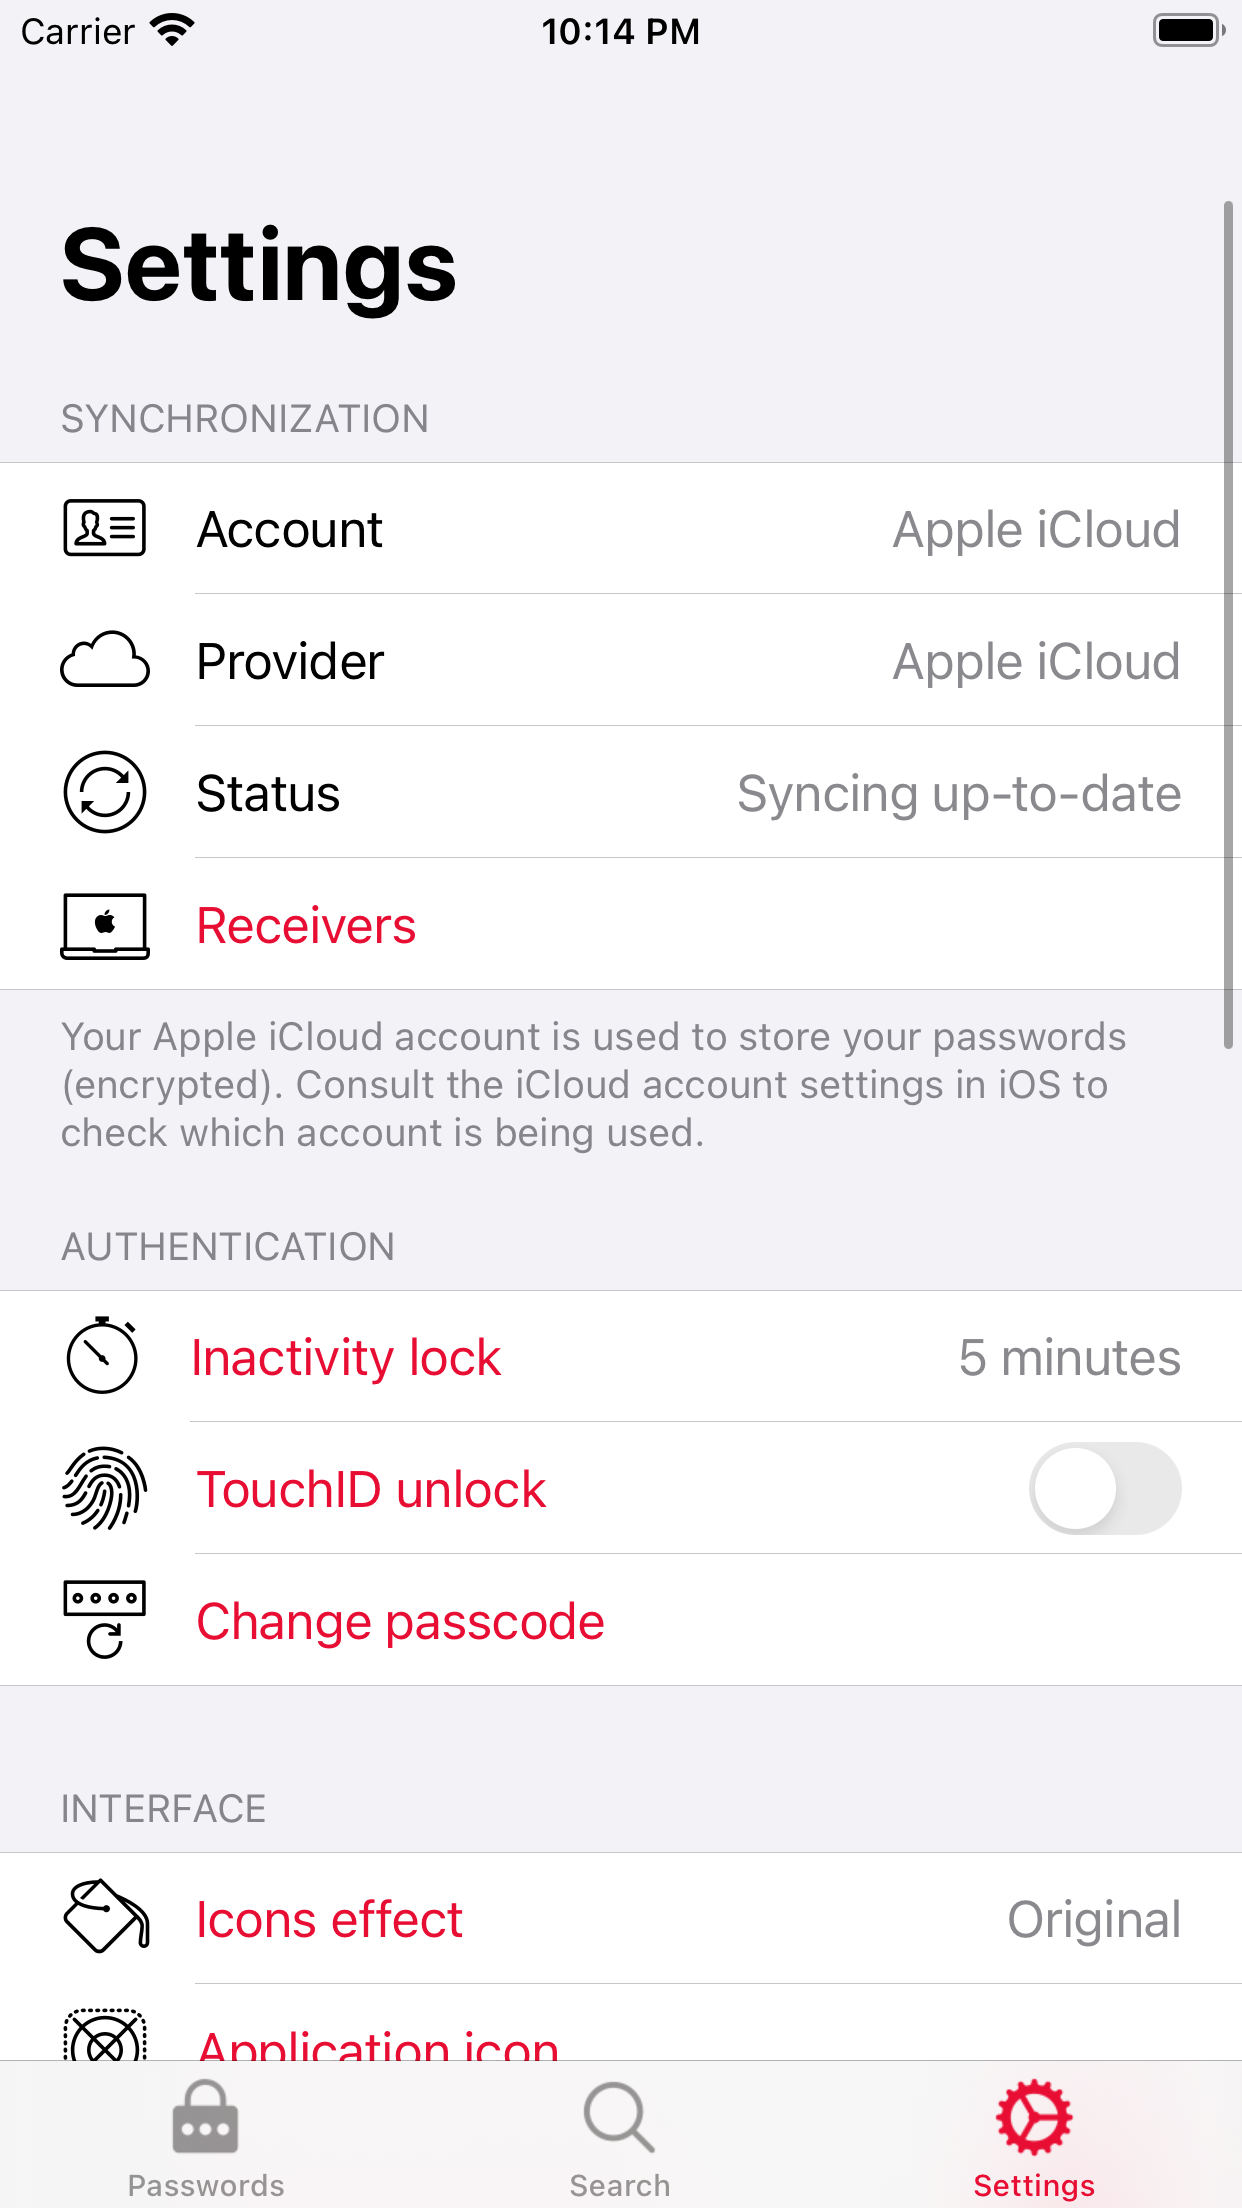 Carrier 10:14 PM
Settings
SYNCHRONIZATION
Account Apple iCloud
Provider Apple iCloud
Status Syncing up-to-date
Receivers
Your Apple iCloud account is used to store your passwords
(encrypted). Consult the iCloud account settings in iOS to
check which account is being used.
AUTHENTICATION
Inactivity lock 5 minutes
TouchID unlock
Change passcode
INTERFACE
Icons effect Original
Application icon
Passwords Search Settings